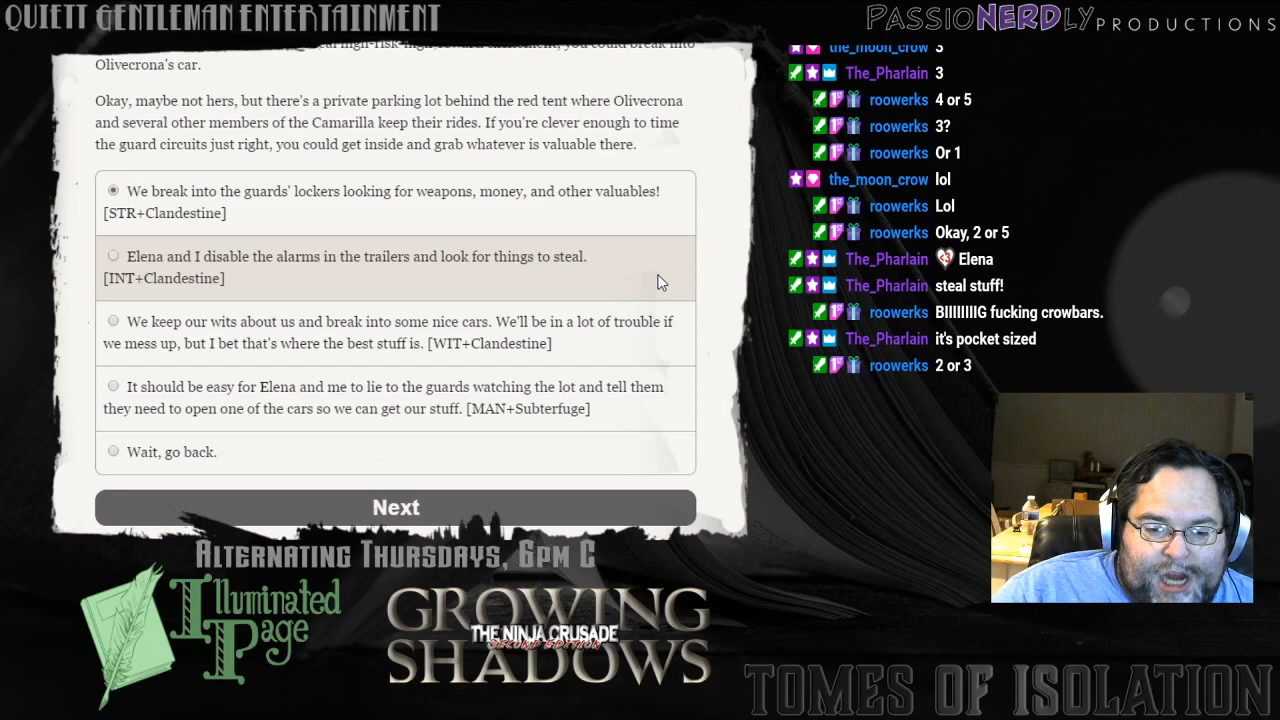 QUIETT GENTLEMAN ENTERTAINMENT
PASSIONERDLY PRODUCTIONS
you could break into
Olivecrona's car.
Okay, maybe not hers, but there's a private parking lot behind the red tent where Olivecrona
and several other members of the Camarilla keep their rides. If you're clever enough to time
the guard circuits just right, you could get inside and grab whatever is valuable there.
We break into the guards' lockers looking for weapons, money, and other valuables!
[STR+Clandestine]
Elena and I disable the alarms in the trailers and look for things to steal.
[INT+Clandestine]
We keep our wits about us and break into some nice cars. We'll be in a lot of trouble if
we mess up, but I bet that's where the best stuff is. [WIT+Clandestine]
It should be easy for Elena and me to lie to the guards watching the lot and tell them
they need to open one of the cars so we can get our stuff. [MAN+Subterfuge]
Wait, go back.
Next
the_moon_crow 3
The_Pharlain 3
roowerks 4 or 5
roowerks 3?
roowerks Or 1
the_moon_crow lol
roowerks Lol
roowerks Okay, 2 or 5
The_Pharlain Elena
The_Pharlain steal stuff!
roowerks BIIIIIIIG fucking crowbars.
The_Pharlain it's pocket sized
roowerks 2 or 3
ALTERNATING THURSDAYS, 6PM C
Illuminated
Page
GROWING
THE NINJA CRUSADE
SECOND EDITION
SHADOWS
TOMES OF ISOLATION